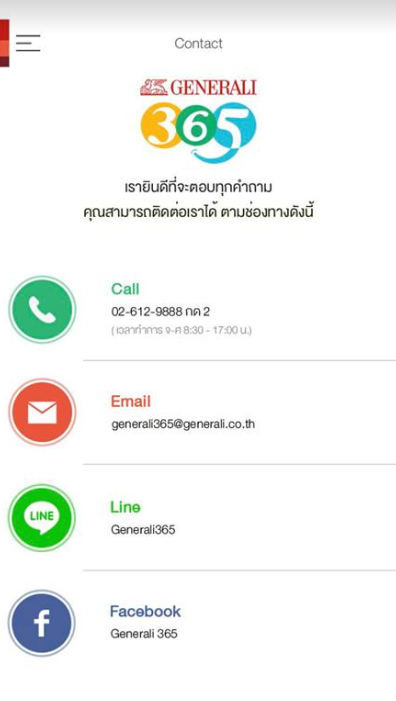 Contact
GENERALI
365
เรายินดีที่จะตอบทุกคำถาม
คุณสามารถติดต่อเราได้ ตามช่องทางดังนี้
Call
02-612-9888 กด 2
(เวลาทำการ จ-ศ 8:30 - 17:00 น.)
Email
generali365@generali.co.th
LINE
Line
Generali365
f
Facebook
Generali 365